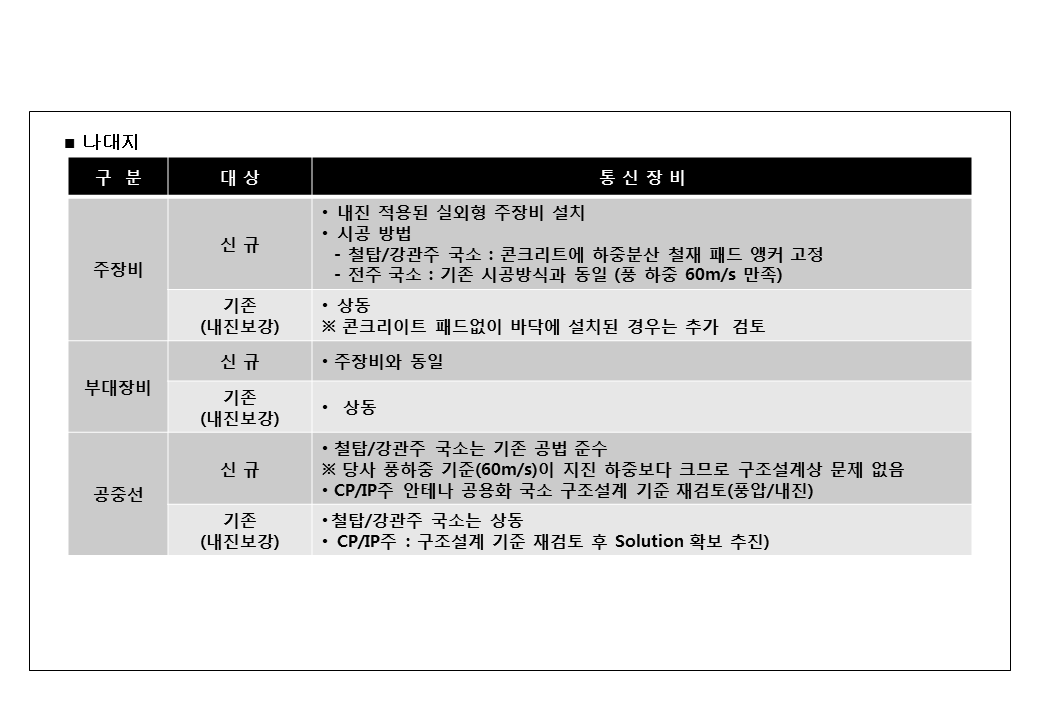 ■ 나대지
구 분 대 상 통 신 장 비
주장비
신 규
• 내진 적용된 실외형 주장비 설치
• 시공 방법
- 철탑/강관주 국소 : 콘크리트에 하중분산 철재 패드 앵커 고정
- 전주 국소 : 기존 시공방식과 동일 (풍 하중 60m/s 만족)
기존
(내진보강)
• 상동
※ 콘크리이트 패드없이 바닥에 설치된 경우는 추가 검토
부대장비
신 규
• 주장비와 동일
기존
(내진보강)
• 상동
공중선
신 규
• 철탑/강관주 국소는 기존 공법 준수
※ 당사 풍하중 기준(60m/s)이 지진 하중보다 크므로 구조설계상 문제 없음
• CP/IP주 안테나 공용화 국소 구조설계 기준 재검토(풍압/내진)
기존
(내진보강)
• 철탑/강관주 국소는 상동
• CP/IP주 : 구조설계 기준 재검토 후 Solution 확보 추진)